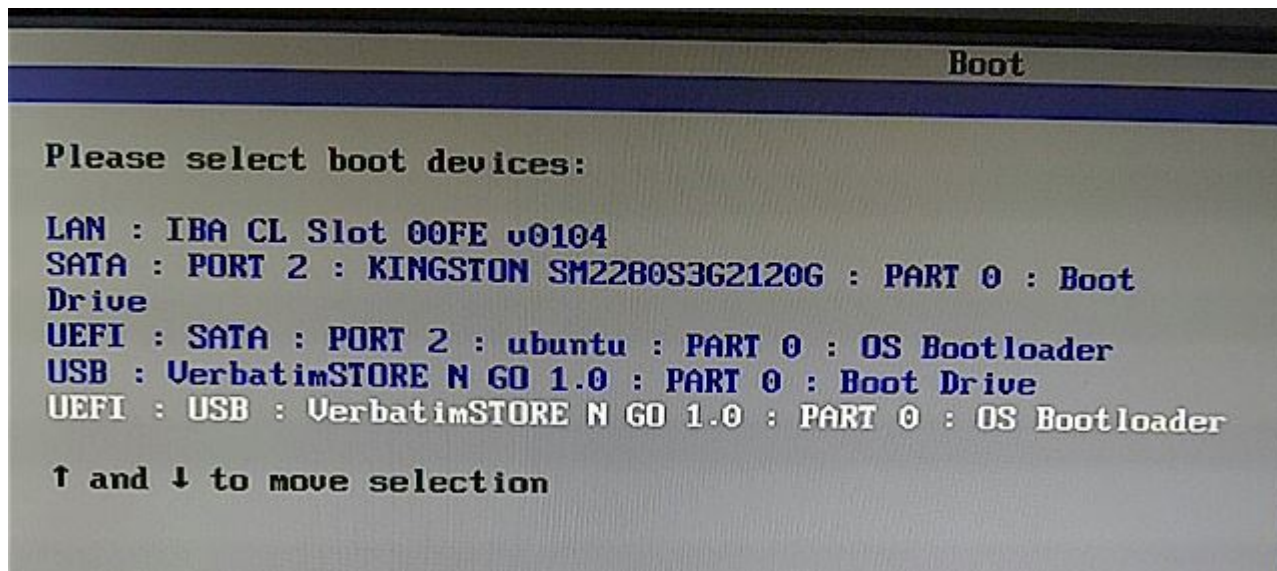 Boot
Please select boot devices:
LAN : IBA CL Slot 00FE v0104
SATA : PORT 2 : KINGSTON SM2280S3G2120G : PART 0 : Boot
Drive
UEFI : SATA : PORT 2 : ubuntu : PART 0 : OS Bootloader
USB : VerbatimSTORE N GO 1.0 : PART 0 : Boot Drive
UEFI : USB : VerbatimSTORE N GO 1.0 : PART 0 : OS Bootloader
↑ and ↓ to move selection